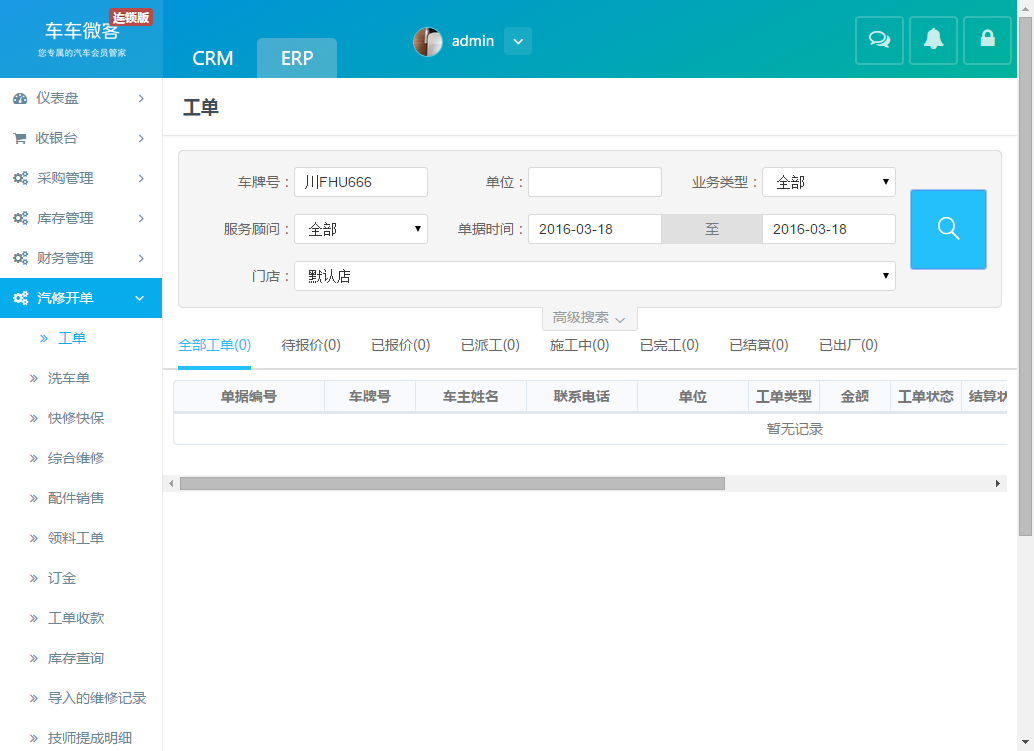 车车微客
连锁版
您专属的汽车会员管家
CRM
ERP
admin
仪表盘
收银台
采购管理
库存管理
财务管理
汽修开单
工单
洗车单
快修快保
综合维修
配件销售
领料工单
订金
工单收款
库存查询
导入的维修记录
技师提成明细
工单
车牌号： 川FHU666 单位： 业务类型： 全部
服务顾问： 全部 单据时间： 2016-03-18 至 2016-03-18
门店： 默认店
高级搜索
全部工单(0) 待报价(0) 已报价(0) 已派工(0) 施工中(0) 已完工(0) 已结算(0) 已出厂(0)
单据编号 车牌号 车主姓名 联系电话 单位 工单类型 金额 工单状态 结算状
暂无记录